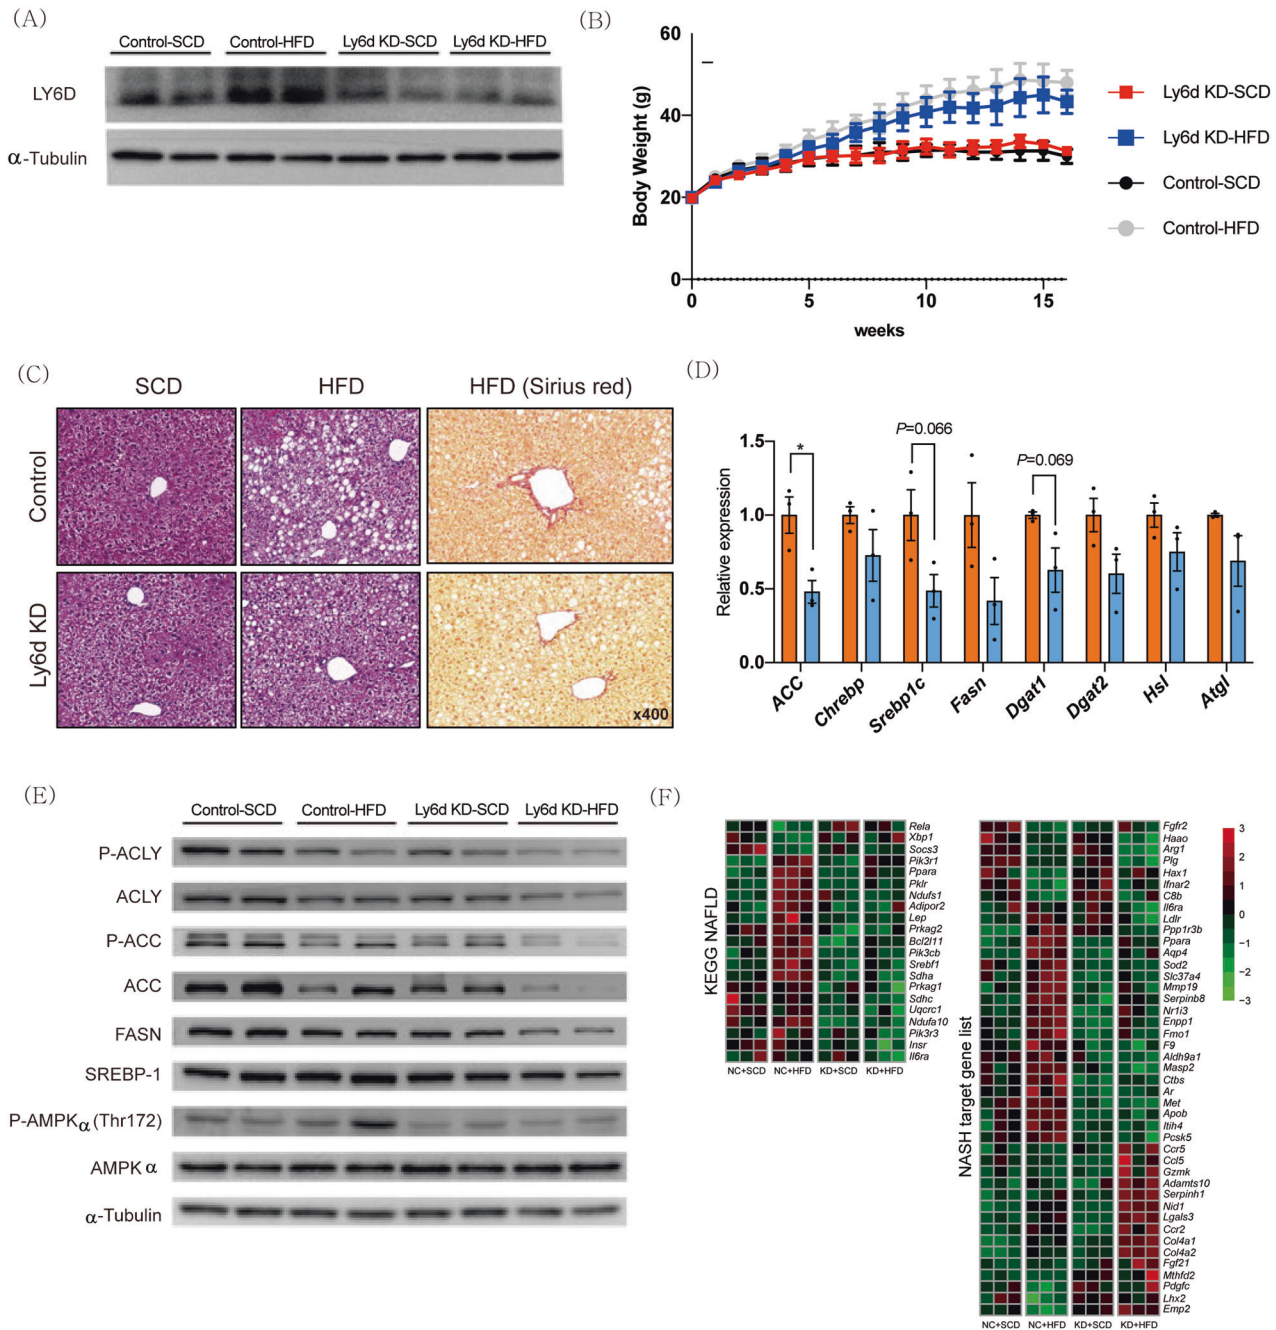 (A)
Control-SCD Control-HFD Ly6d KD-SCD Ly6d KD-HFD
LY6D
α-Tubulin
(B)
Body Weight (g)
60
40
20
0
0 5 10 15
weeks
Ly6d KD-SCD
Ly6d KD-HFD
Control-SCD
Control-HFD
(C)
SCD HFD HFD (Sirius red)
Control
Ly6d KD
x400
(D)
Relative expression
1.5
1.0
0.5
0.0
*
P=0.066
P=0.069
ACC Chrebp Srebp1c Fasn Dgat1 Dgat2 Hsl Atgl
(E)
Control-SCD Control-HFD Ly6d KD-SCD Ly6d KD-HFD
P-ACLY
ACLY
P-ACC
ACC
FASN
SREBP-1
P-AMPKα(Thr172)
AMPK α
α-Tubulin
(F)
KEGG NAFLD
Rela
Xbp1
Socs3
Pik3r1
Ppara
Pklr
Ndufs1
Adipor2
Lep
Prkag2
Bcl2l11
Pik3cb
Srebf1
Sdha
Prkag1
Sdhc
Uqcrc1
Ndufa10
Pik3r3
Insr
Il6ra
NC+SCD NC+HFD KD+SCD KD+HFD
NASH target gene list
Fgfr2
Haao
Arg1
Plg
Hax1
Ifnar2
C8b
Il6ra
Ldlr
Ppp1r3b
Ppara
Aqp4
Sod2
Slc37a4
Mmp19
Serpinb8
Nr1i3
Enpp1
Fmo1
F9
Aldh9a1
Masp2
Ctbs
Ar
Met
Apob
Itih4
Pcsk5
Ccr5
Ccl5
Gzmk
Adamts10
Serpinh1
Nid1
Lgals3
Ccr2
Col4a1
Col4a2
Fgf21
Mthfd2
Pdgfc
Lhx2
Emp2
NC+SCD NC+HFD KD+SCD KD+HFD
3
2
1
0
−1
−2
−3